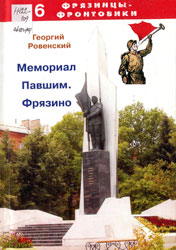 6
ФРЯЗИНЦЫ-
ФРОНТОВИКИ
Георгий
Ровенский
Мемориал
Павшим.
Фрязино